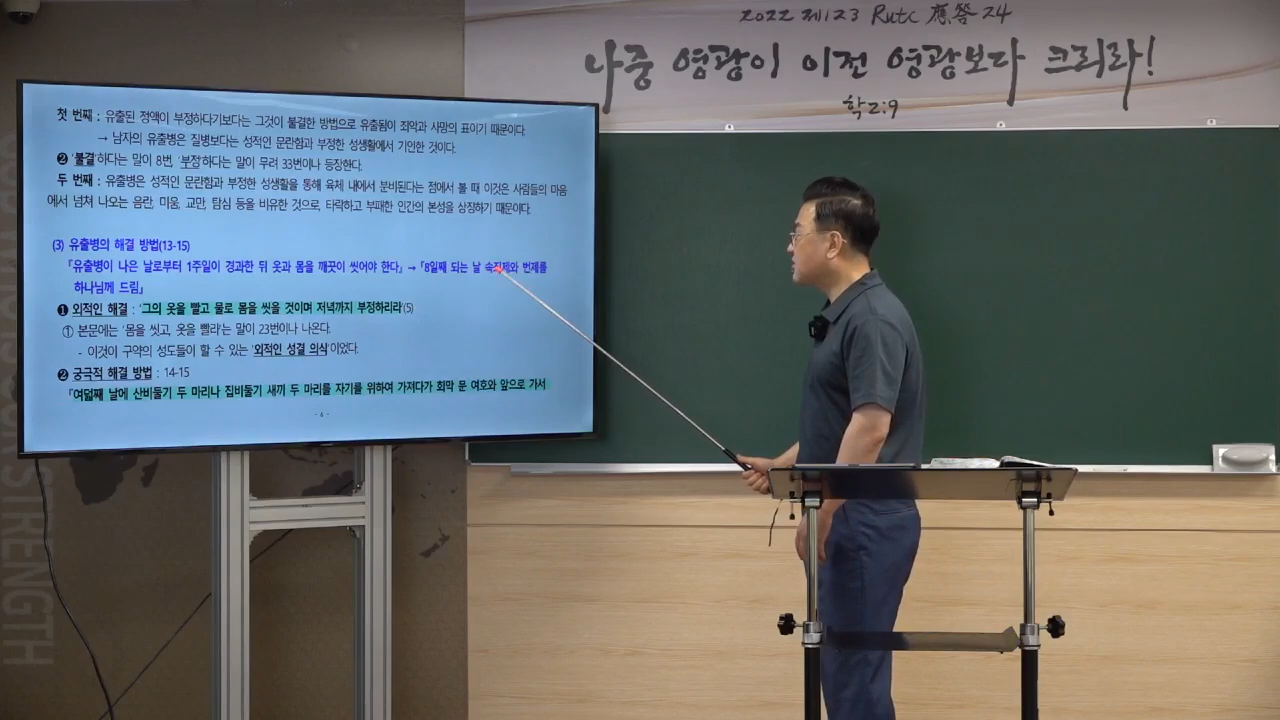 2022 제123 Rutc 應答 24
나중 영광이 이전 영광보다 크리라!
학2:9
첫 번째 : 유출된 정액이 부정하다기보다는 그것이 불결한 방법으로 유출됨이 죄악과 사망의 표이기 때문이다.
→ 남자의 유출병은 질병보다는 성적인 문란함과 부정한 성생활에서 기인한 것이다.
❷ '불결'하다는 말이 8번, '부정'하다는 말이 무려 33번이나 등장한다.
두 번째 : 유출병은 성적인 문란함과 부정한 성생활을 통해 육체 내에서 분비된다는 점에서 볼 때 이것은 사람들의 마음
에서 넘쳐 나오는 음란, 미움, 교만, 탐심 등을 비유한 것으로, 타락하고 부패한 인간의 본성을 상징하기 때문이다.
(3) 유출병의 해결 방법(13-15)
「유출병이 나은 날로부터 1주일이 경과한 뒤 옷과 몸을 깨끗이 씻어야 한다」 → 「8일째 되는 날 속죄제와 번제를
하나님께 드림」
❶ 외적인 해결 : '그의 옷을 빨고 물로 몸을 씻을 것이며 저녁까지 부정하리라'(5)
① 본문에는 '몸을 씻고, 옷을 빨라'는 말이 23번이나 나온다.
- 이것이 구약의 성도들이 할 수 있는 '외적인 성결 의식'이었다.
❷ 궁극적 해결 방법 : 14-15
「여덟째 날에 산비둘기 두 마리나 집비둘기 새끼 두 마리를 자기를 위하여 가져다가 회막 문 여호와 앞으로 가서
STRENGTH